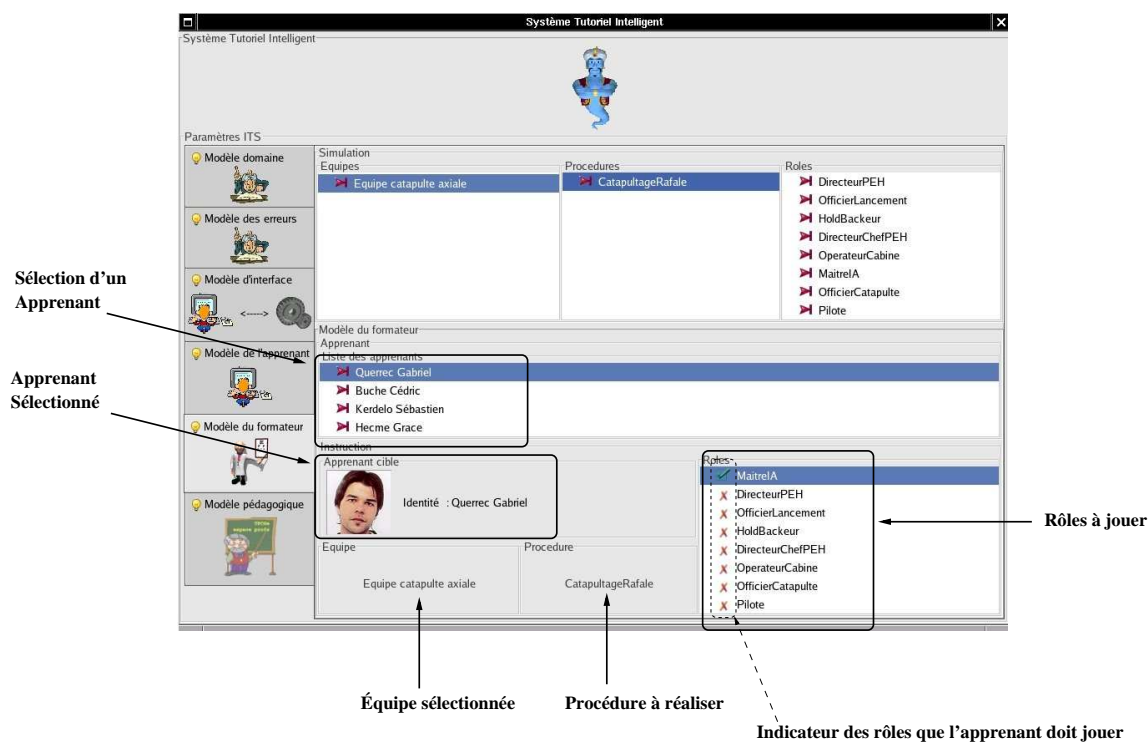 Système Tutoriel Intelligent
Système Tutoriel Intelligent
Paramètres ITS
Modèle domaine
Modèle des erreurs
Modèle d'interface
<----->
Modèle de l'apprenant
Modèle du formateur
Modèle pédagogique
Simulation
Equipes
Equipe catapulte axiale
Procedures
CatapultageRafale
Roles
DirecteurPEH
OfficierLancement
HoldBackeur
DirecteurChefPEH
OperateurCabine
MaitreIA
OfficierCatapulte
Pilote
Modèle du formateur
Apprenant
Liste des apprenants
Querrec Gabriel
Buche Cédric
Kerdelo Sébastien
Hecme Grace
Instruction
Apprenant cible
Identité : Querrec Gabriel
Equipe
Equipe catapulte axiale
Procedure
CatapultageRafale
Roles
MaitreIA
DirecteurPEH
OfficierLancement
HoldBackeur
DirecteurChefPEH
OperateurCabine
OfficierCatapulte
Pilote
Sélection d'un
Apprenant
Apprenant
Sélectionné
Rôles à jouer
Équipe sélectionnée
Procédure à réaliser
Indicateur des rôles que l'apprenant doit jouer